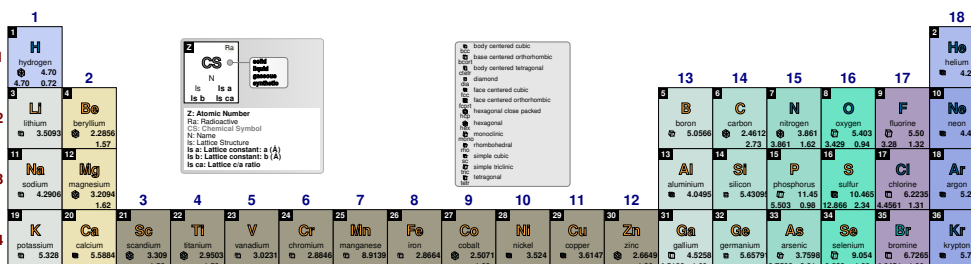 1 18
1 2
H He
hydrogen helium
4.70
4.70 0.72
2 13 14 15 16 17
3 4 5 6 7 8 9 10
Li Be B C N O F Ne
lithium beryllium boron carbon nitrogen oxygen fluorine neon
3.5093 2.2856 5.0566 2.4612 3.861 5.403 5.50
1.57 2.73 3.861 1.62 3.429 0.94 3.28 1.32
11 12 13 14 15 16 17 18
Na Mg Al Si P S Cl Ar
sodium magnesium aluminium silicon phosphorus sulfur chlorine argon
4.2906 3.2094 4.0495 5.43095 11.45 10.465 6.2235
1.62 5.503 0.98 12.866 2.34 4.4561 1.31
3 4 5 6 7 8 9 10 11 12
19 20 21 22 23 24 25 26 27 28 29 30 31 32 33 34 35 36
K Ca Sc Ti V Cr Mn Fe Co Ni Cu Zn Ga Ge As Se Br Kr
potassium calcium scandium titanium vanadium chromium manganese iron cobalt nickel copper zinc gallium germanium arsenic selenium bromine krypton
5.328 5.5884 3.309 2.9503 3.0231 2.8846 8.9139 2.8664 2.5071 3.524 3.6147 2.6649 4.5258 5.6579 3.7598 9.054 6.7265
Z Ra
CS
solid
liquid
gaseous
synthetic
N
ls ls a
ls b ls ca
Z: Atomic Number
Ra: Radioactive
CS: Chemical Symbol
N: Name
ls: Lattice Structure
ls a: Lattice constant: a (Å)
ls b: Lattice constant: b (Å)
ls ca: Lattice c/a ratio
body centered cubic
bcc
base centered orthorhombic
bcort
body centered tetragonal
diamond
dia
face centered cubic
fcc
face centered orthorhombic
fcort
hexagonal close packed
hcp
hexagonal
hex
monoclinic
mono
rhombohedral
rho
simple cubic
sc
simple triclinic
tric
tetragonal
tetr